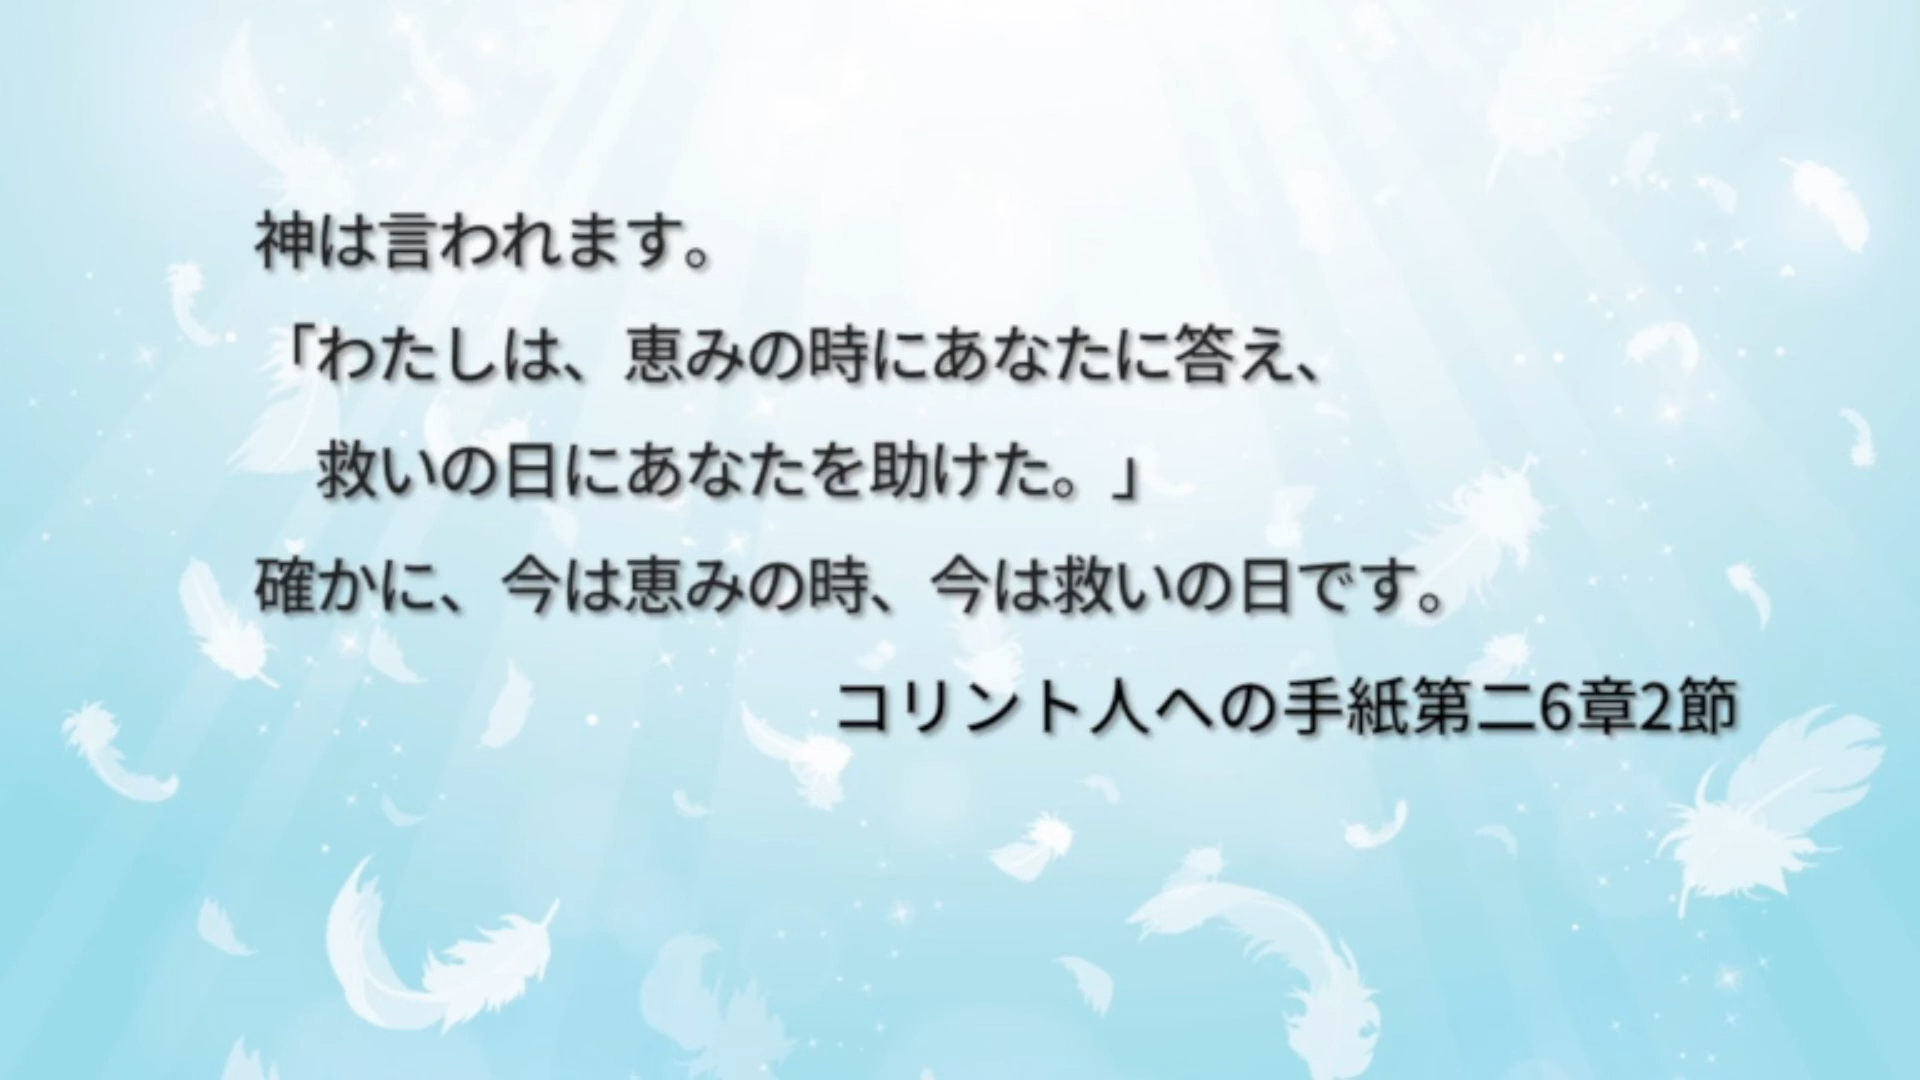 神は言われます。
「わたしは、恵みの時にあなたに答え、
救いの日にあなたを助けた。」
確かに、今は恵みの時、今は救いの日です。
コリント人への手紙第二6章2節